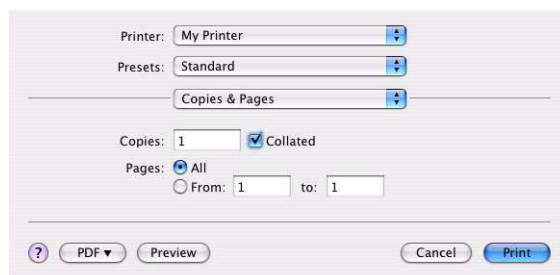 Printer: My Printer
Presets: Standard
Copies & Pages
Copies: 1 Collated
Pages: All
From: 1 to: 1
? PDF Preview Cancel Print